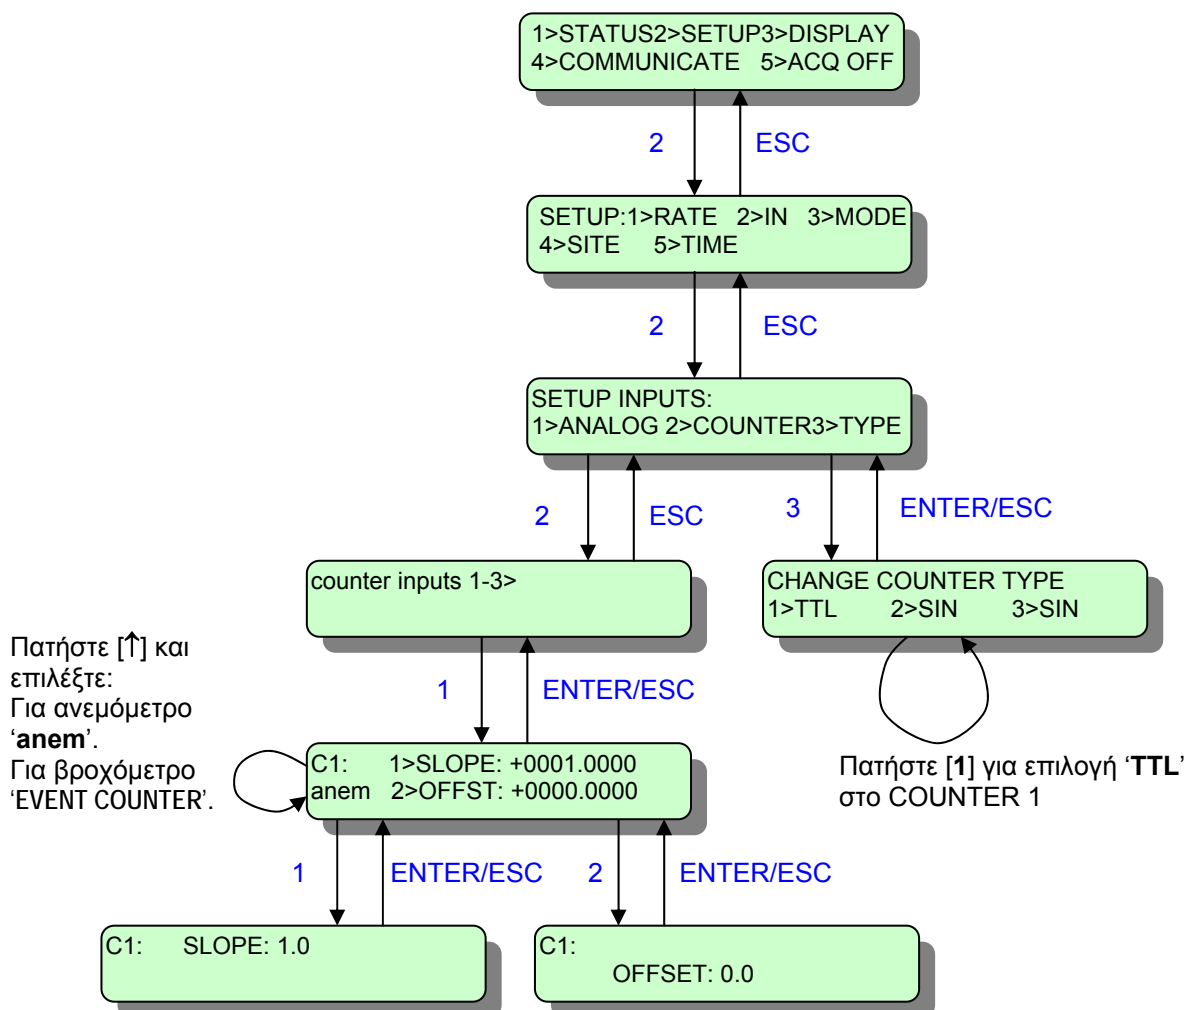 1>STATUS2>SETUP3>DISPLAY
4>COMMUNICATE 5>ACQ OFF
2 ESC
SETUP:1>RATE 2>IN 3>MODE
4>SITE 5>TIME
2 ESC
SETUP INPUTS:
1>ANALOG 2>COUNTER3>TYPE
2 ESC 3 ENTER/ESC
counter inputs 1-3>
CHANGE COUNTER TYPE
1>TTL 2>SIN 3>SIN
Πατήστε [↑] και
επιλέξτε:
Για ανεμόμετρο
‘anem’.
Για βροχόμετρο
‘EVENT COUNTER’.
1 ENTER/ESC
C1: 1>SLOPE: +0001.0000
anem 2>OFFST: +0000.0000
Πατήστε [1] για επιλογή ‘TTL’
στο COUNTER 1
1 ENTER/ESC 2 ENTER/ESC
C1: SLOPE: 1.0
C1:
OFFSET: 0.0